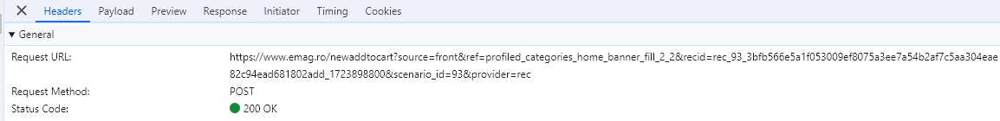 Headers Payload Preview Response Initiator Timing Cookies
General
Request URL: https://www.emag.ro/newaddtocart?source=front&ref=profiled_categories_home_banner_fill_2_2&recid=rec_93_3bfb566e5a1f053009ef8075a3ee7a54b2af7c5aa304eae
82c94ead681802add_1723898800&scenario_id=93&provider=rec
Request Method: POST
Status Code: 200 OK